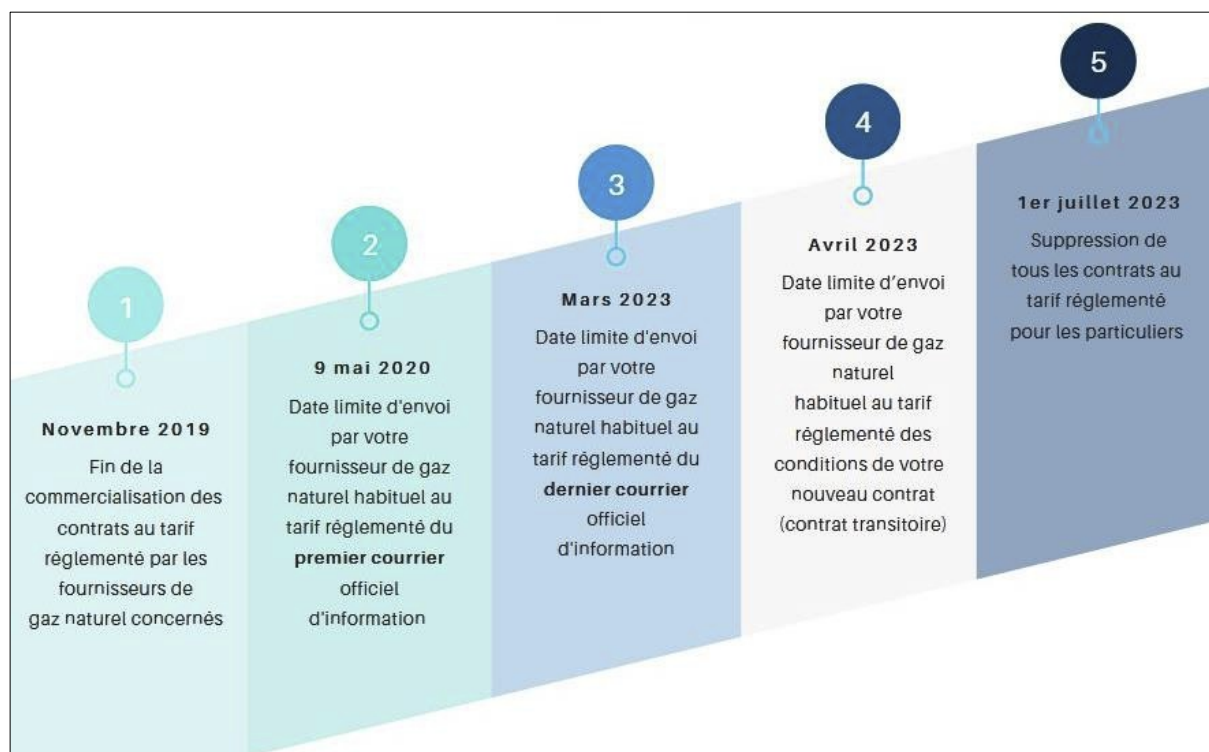 1
Novembre 2019
Fin de la
commercialisation des
contrats au tarif
réglementé par les
fournisseurs de
gaz naturel concernés
2
9 mai 2020
Date limite d'envoi
par votre
fournisseur de gaz
naturel habituel au
tarif réglementé du
premier courrier
officiel
d'information
3
Mars 2023
Date limite d'envoi
par votre
fournisseur de gaz
naturel habituel au
tarif réglementé du
dernier courrier
officiel
d'information
4
Avril 2023
Date limite d’envoi
par votre
fournisseur de gaz
naturel
habituel au tarif
réglementé des
conditions de votre
nouveau contrat
(contrat transitoire)
5
1er juillet 2023
Suppression de
tous les contrats au
tarif réglementé
pour les particuliers